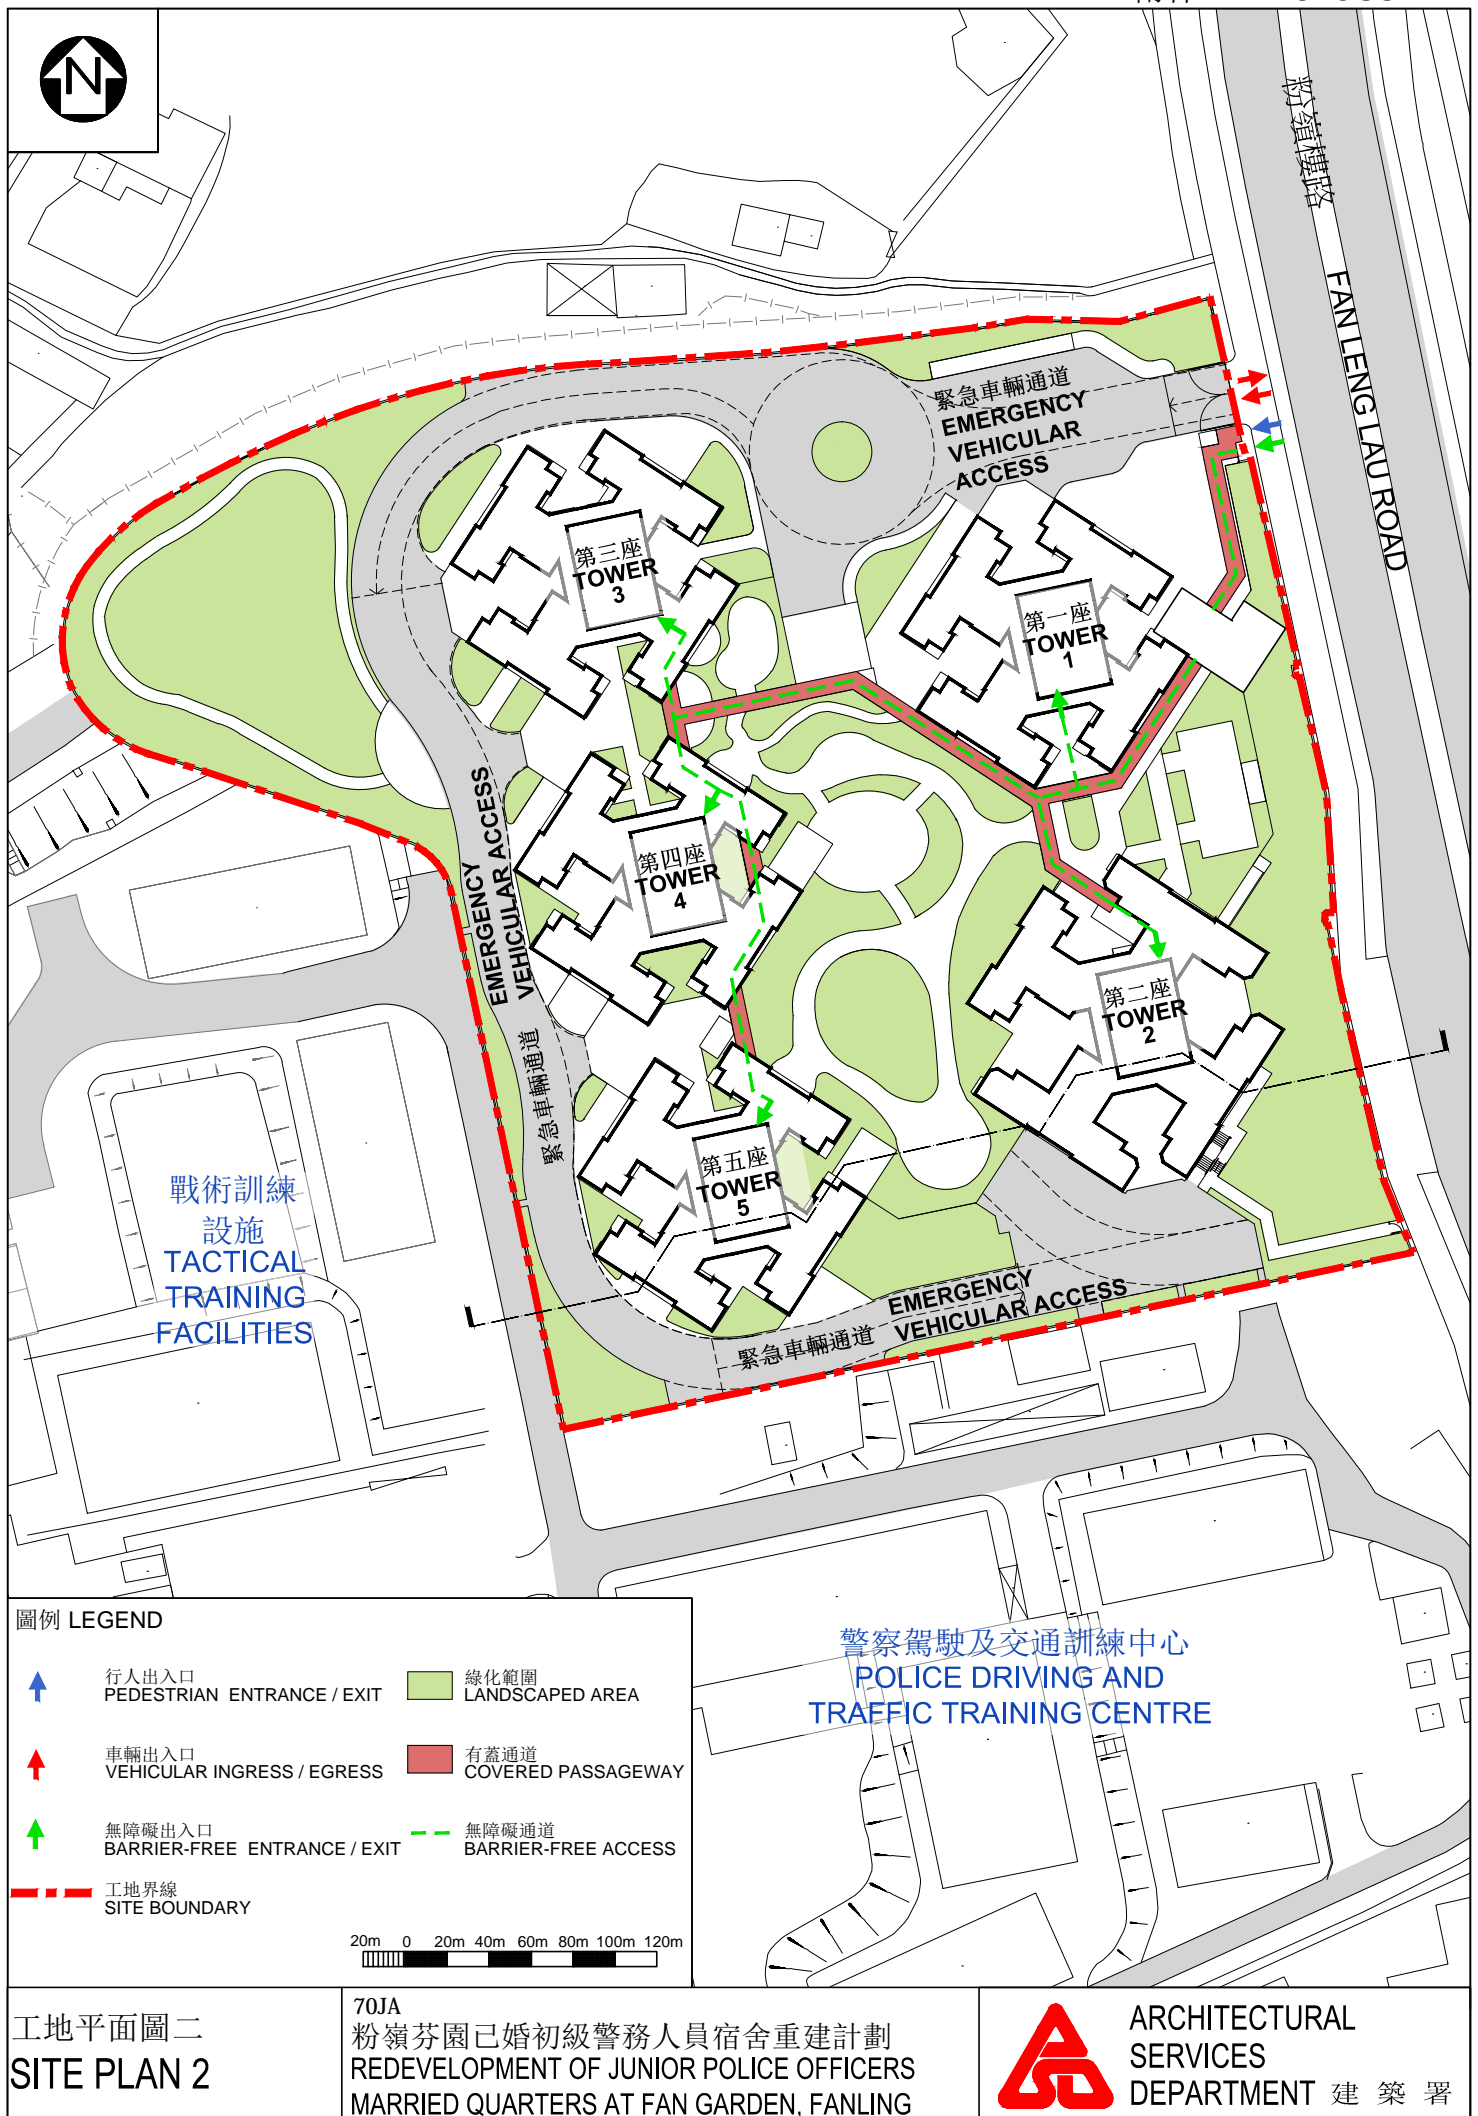 N
粉嶺樓路
FAN LENG LAU ROAD
緊急車輛通道
EMERGENCY
VEHICULAR
ACCESS
第三座
TOWER
3
第一座
TOWER
1
第四座
TOWER
4
第二座
TOWER
2
第五座
TOWER
5
EMERGENCY
VEHICULAR ACCESS
緊急車輛通道
EMERGENCY
VEHICULAR ACCESS
緊急車輛通道
戰術訓練
設施
TACTICAL
TRAINING
FACILITIES
警察駕駛及交通訓練中心
POLICE DRIVING AND
TRAFFIC TRAINING CENTRE
圖例 LEGEND
行人出入口
PEDESTRIAN ENTRANCE / EXIT
綠化範圍
LANDSCAPED AREA
車輛出入口
VEHICULAR INGRESS / EGRESS
有蓋通道
COVERED PASSAGEWAY
無障礙出入口
BARRIER-FREE ENTRANCE / EXIT
無障礙通道
BARRIER-FREE ACCESS
工地界線
SITE BOUNDARY
20m 0 20m 40m 60m 80m 100m 120m
工地平面圖二
SITE PLAN 2
70JA
粉嶺芬園已婚初級警務人員宿舍重建計劃
REDEVELOPMENT OF JUNIOR POLICE OFFICERS
MARRIED QUARTERS AT FAN GARDEN, FANLING
ARCHITECTURAL
SERVICES
DEPARTMENT 建築署